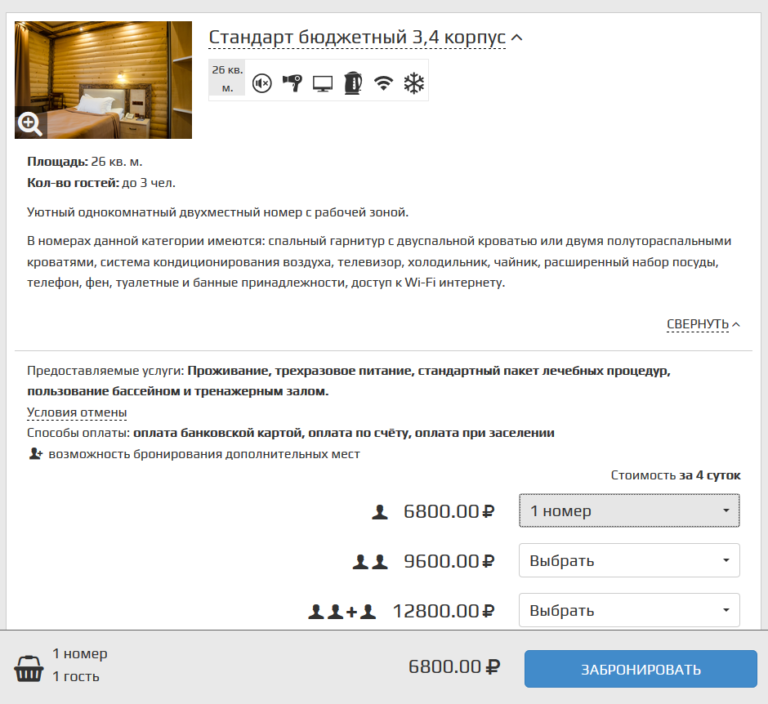 Стандарт бюджетный 3,4 корпус
26 кв.
м.
Площадь: 26 кв. м.
Кол-во гостей: до 3 чел.
Уютный однокомнатный двухместный номер с рабочей зоной.
В номерах данной категории имеются: спальный гарнитур с двуспальной кроватью или двумя полутораспальными
кроватями, система кондиционирования воздуха, телевизор, холодильник, чайник, расширенный набор посуды,
телефон, фен, туалетные и банные принадлежности, доступ к Wi-Fi интернету.
СВЕРНУТЬ
Предоставляемые услуги: Проживание, трехразовое питание, стандартный пакет лечебных процедур,
пользование бассейном и тренажерным залом.
Условия отмены
Способы оплаты: оплата банковской картой, оплата по счёту, оплата при заселении
возможность бронирования дополнительных мест
Стоимость за 4 суток
6800.00 ₽ 1 номер
9600.00 ₽ Выбрать
+ 12800.00 ₽ Выбрать
1 номер
1 гость
6800.00 ₽ ЗАБРОНИРОВАТЬ